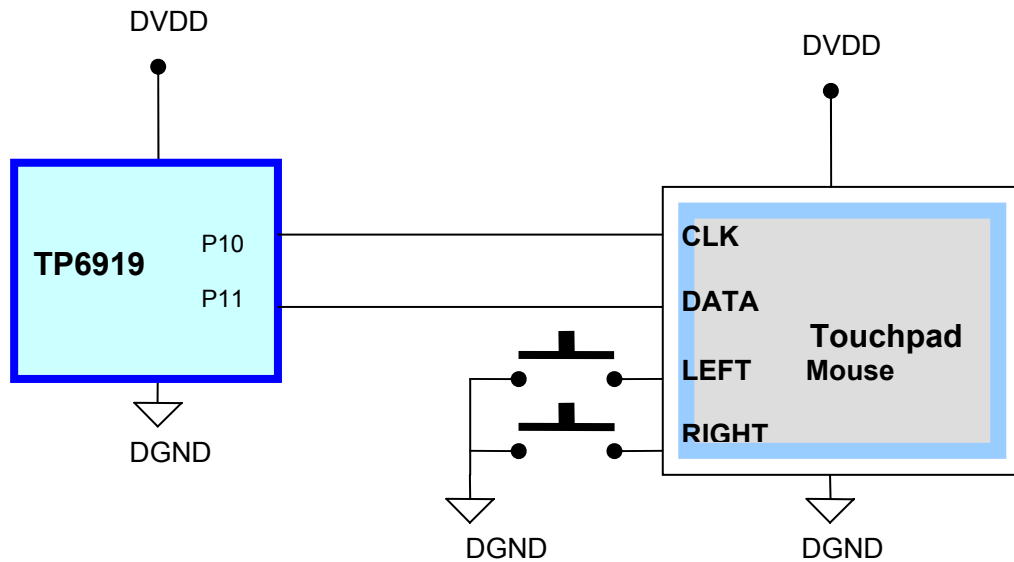 DVDD
DVDD
TP6919
P10
P11
DGND
CLK
DATA
LEFT
RIGHT
Touchpad
Mouse
DGND
DGND